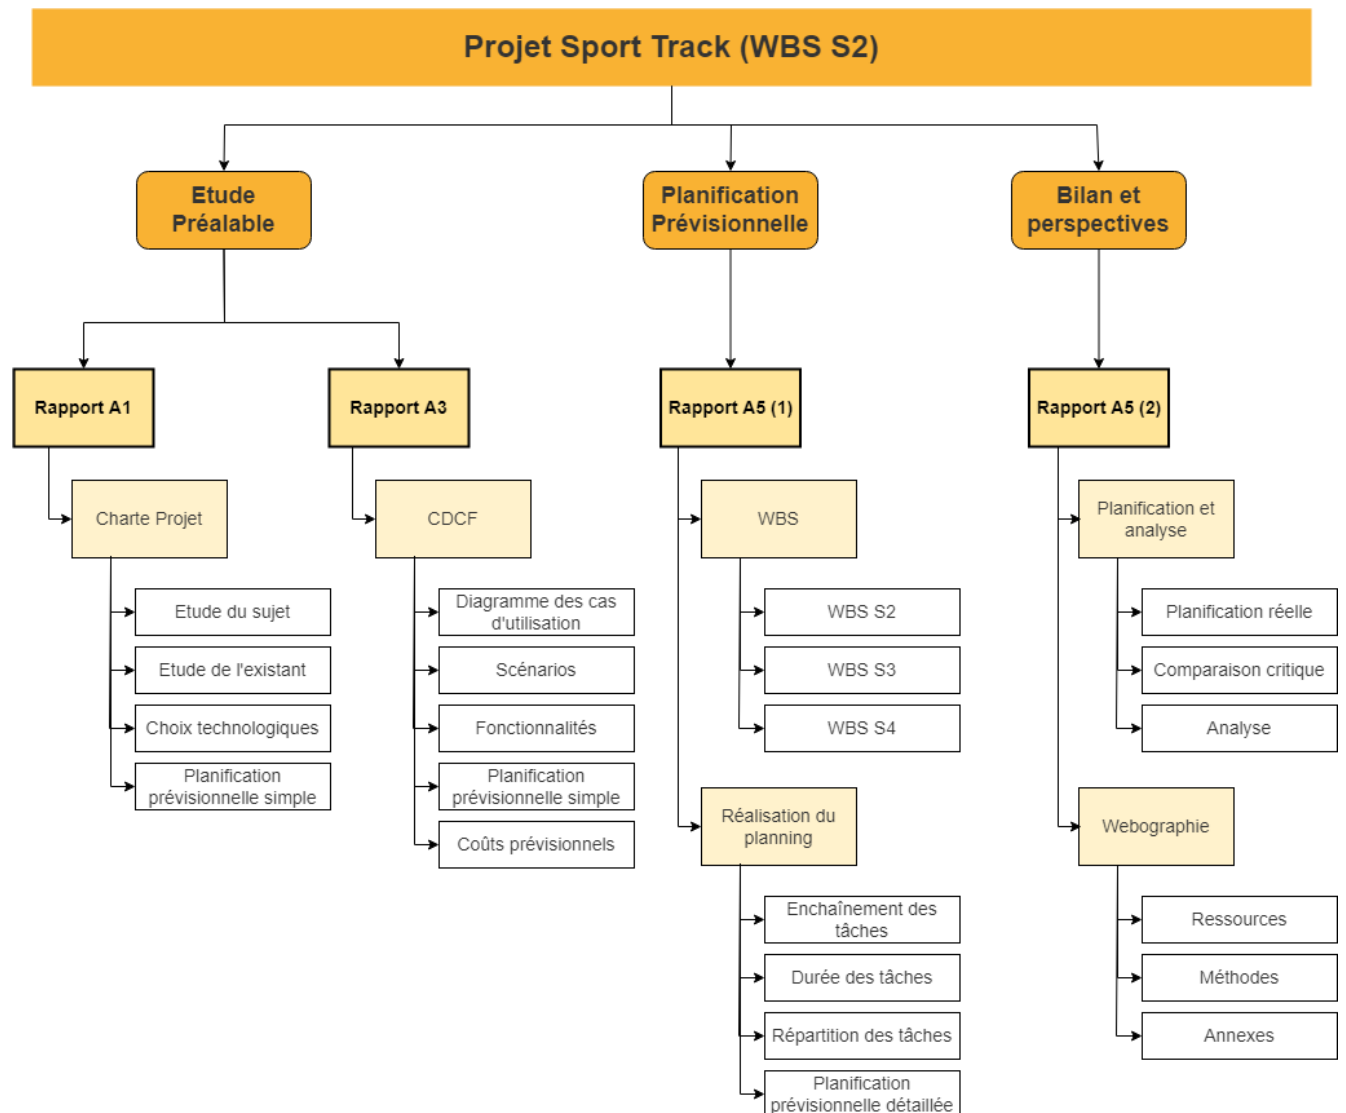 Projet Sport Track (WBS S2)
Etude
Préalable
Planification
Prévisionnelle
Bilan et
perspectives
Rapport A1
Rapport A3
Rapport A5 (1)
Rapport A5 (2)
Charte Projet
Etude du sujet
Etude de l'existant
Choix technologiques
Planification
prévisionnelle simple
CDCF
Diagramme des cas
d'utilisation
Scénarios
Fonctionnalités
Planification
prévisionnelle simple
Coûts prévisionnels
WBS
WBS S2
WBS S3
WBS S4
Réalisation du
planning
Enchaînement des
tâches
Durée des tâches
Répartition des tâches
Planification
prévisionnelle détaillée
Planification et
analyse
Planification réelle
Comparaison critique
Analyse
Webographie
Ressources
Méthodes
Annexes